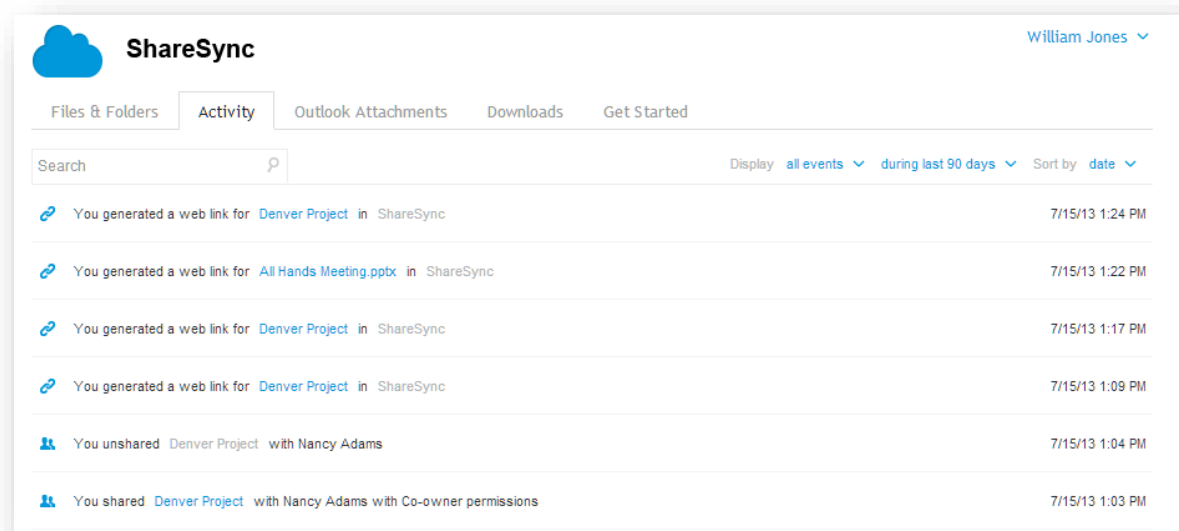 ShareSync
William Jones
Files & Folders Activity Outlook Attachments Downloads Get Started
Search Display all events during last 90 days Sort by date
You generated a web link for Denver Project in ShareSync 7/15/13 1:24 PM
You generated a web link for All Hands Meeting.pptx in ShareSync 7/15/13 1:22 PM
You generated a web link for Denver Project in ShareSync 7/15/13 1:17 PM
You generated a web link for Denver Project in ShareSync 7/15/13 1:09 PM
You unshared Denver Project with Nancy Adams 7/15/13 1:04 PM
You shared Denver Project with Nancy Adams with Co-owner permissions 7/15/13 1:03 PM